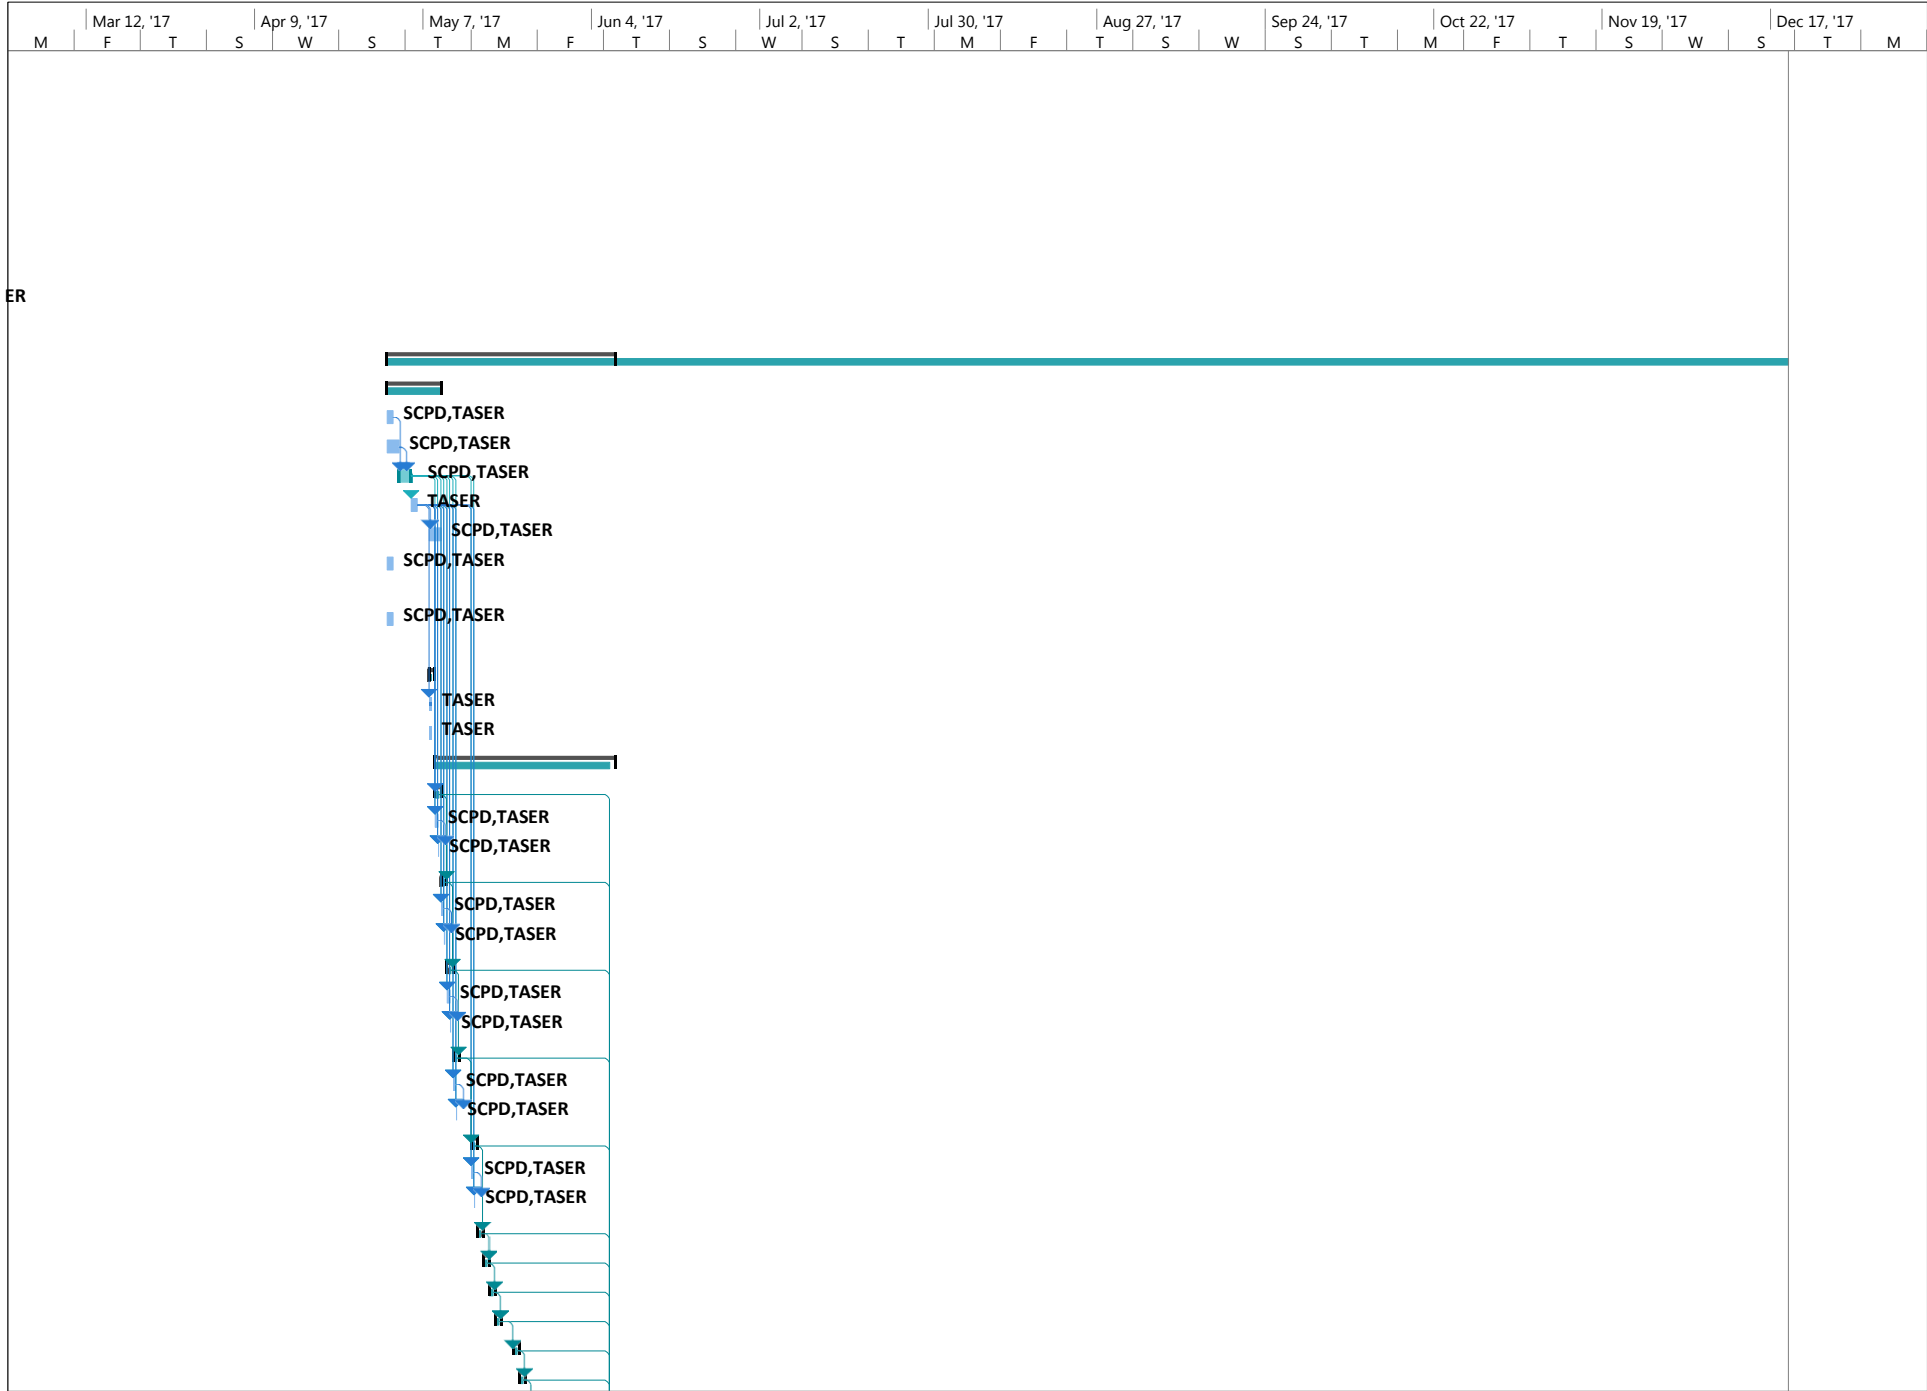 Mar 12, '17 Apr 9, '17 May 7, '17 Jun 4, '17 Jul 2, '17 Jul 30, '17 Aug 27, '17 Sep 24, '17 Oct 22, '17 Nov 19, '17 Dec 17, '17
M F T S W S T M F T S W S T M F T S W S T M F T S W S T M
ER
SCPD,TASER
SCPD,TASER
SCPD,TASER
TASER
SCPD,TASER
SCPD,TASER
SCPD,TASER
TASER
TASER
SCPD,TASER
SCPD,TASER
SCPD,TASER
SCPD,TASER
SCPD,TASER
SCPD,TASER
SCPD,TASER
SCPD,TASER
SCPD,TASER
SCPD,TASER